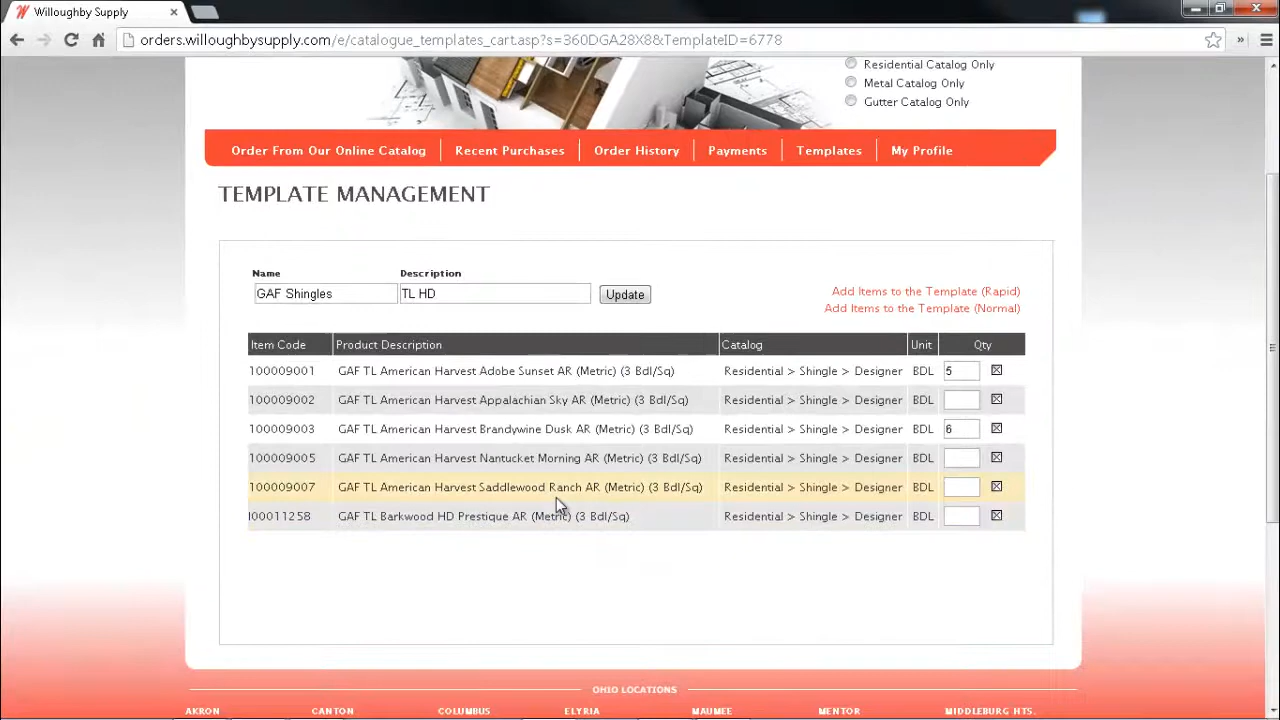 Willoughby Supply
orders.willoughbysupply.com/e/catalogue_templates_cart.asp?s=360DGA28X8&TemplateID=6778
Residential Catalog Only
Metal Catalog Only
Gutter Catalog Only
Order From Our Online Catalog Recent Purchases Order History Payments Templates My Profile
TEMPLATE MANAGEMENT
Name Description
GAF Shingles TL HD Update
Add Items to the Template (Rapid)
Add Items to the Template (Normal)
Item Code Product Description Catalog Unit Qty
100009001 GAF TL American Harvest Adobe Sunset AR (Metric) (3 Bdl/Sq) Residential > Shingle > Designer BDL 5
100009002 GAF TL American Harvest Appalachian Sky AR (Metric) (3 Bdl/Sq) Residential > Shingle > Designer BDL
100009003 GAF TL American Harvest Brandywine Dusk AR (Metric) (3 Bdl/Sq) Residential > Shingle > Designer BDL 6
100009005 GAF TL American Harvest Nantucket Morning AR (Metric) (3 Bdl/Sq) Residential > Shingle > Designer BDL
100009007 GAF TL American Harvest Saddlewood Ranch AR (Metric) (3 Bdl/Sq) Residential > Shingle > Designer BDL
I00011258 GAF TL Barkwood HD Prestique AR (Metric) (3 Bdl/Sq) Residential > Shingle > Designer BDL
OHIO LOCATIONS
AKRON CANTON COLUMBUS ELYRIA MAUMEE MENTOR MIDDLEBURG HTS.